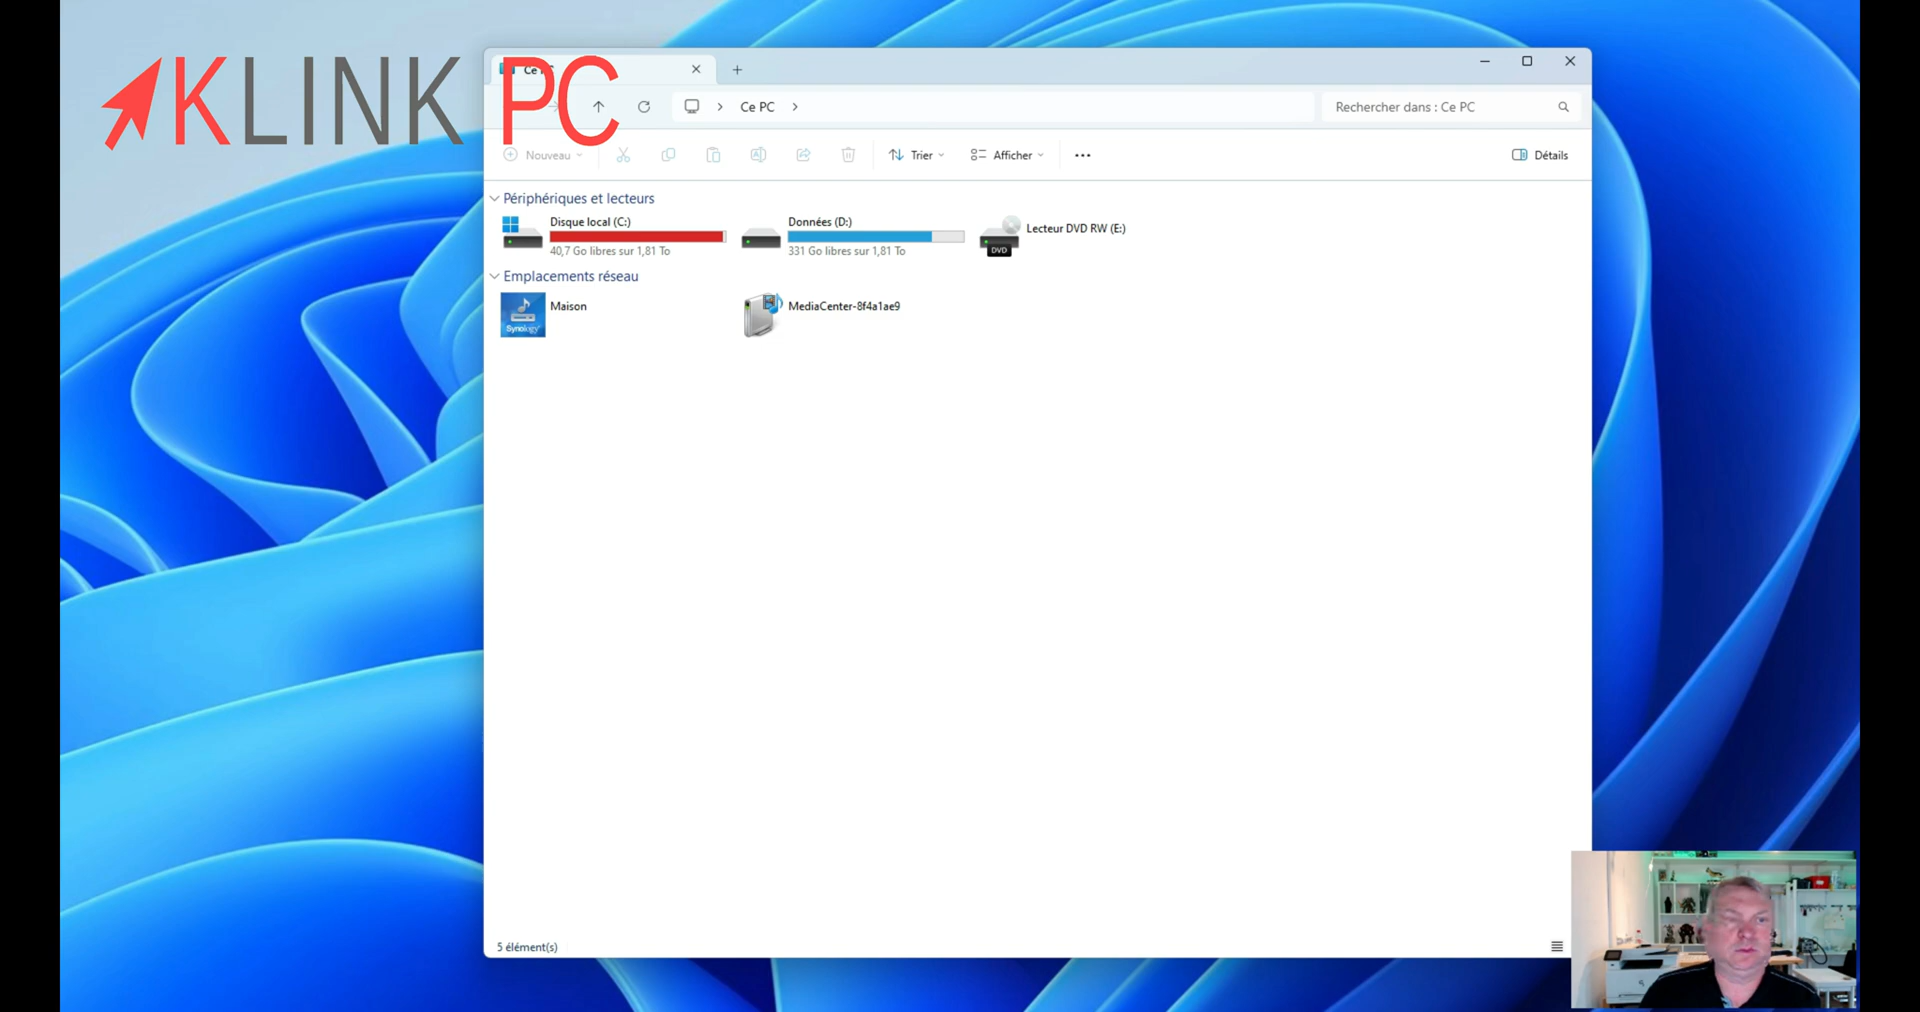 KLINK PC
Ce PC
Rechercher dans : Ce PC
Nouveau
Trier
Afficher
Détails
Périphériques et lecteurs
Disque local (C:)
40,7 Go libres sur 1,81 To
Données (D:)
331 Go libres sur 1,81 To
Lecteur DVD RW (E:)
DVD
Emplacements réseau
Synology
Maison
MediaCenter-8f4a1ae9
5 élément(s)